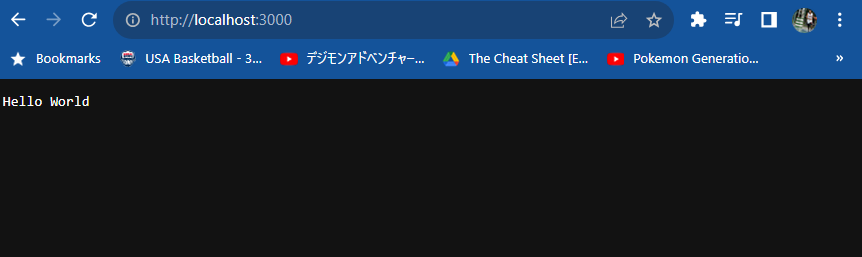 http://localhost:3000
Bookmarks USA Basketball - 3... デジモンアドベンチャー... The Cheat Sheet [E... Pokemon Generatio... »
Hello World